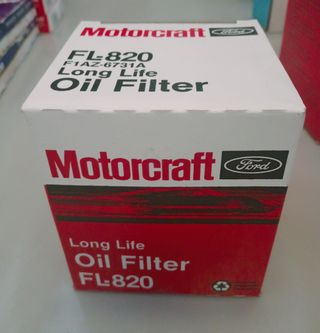 Motorcraft Ford
FL-820
F1AZ-6731A
Long Life
Oil Filter
Motorcraft Ford
Long Life
Oil Filter
FL-820